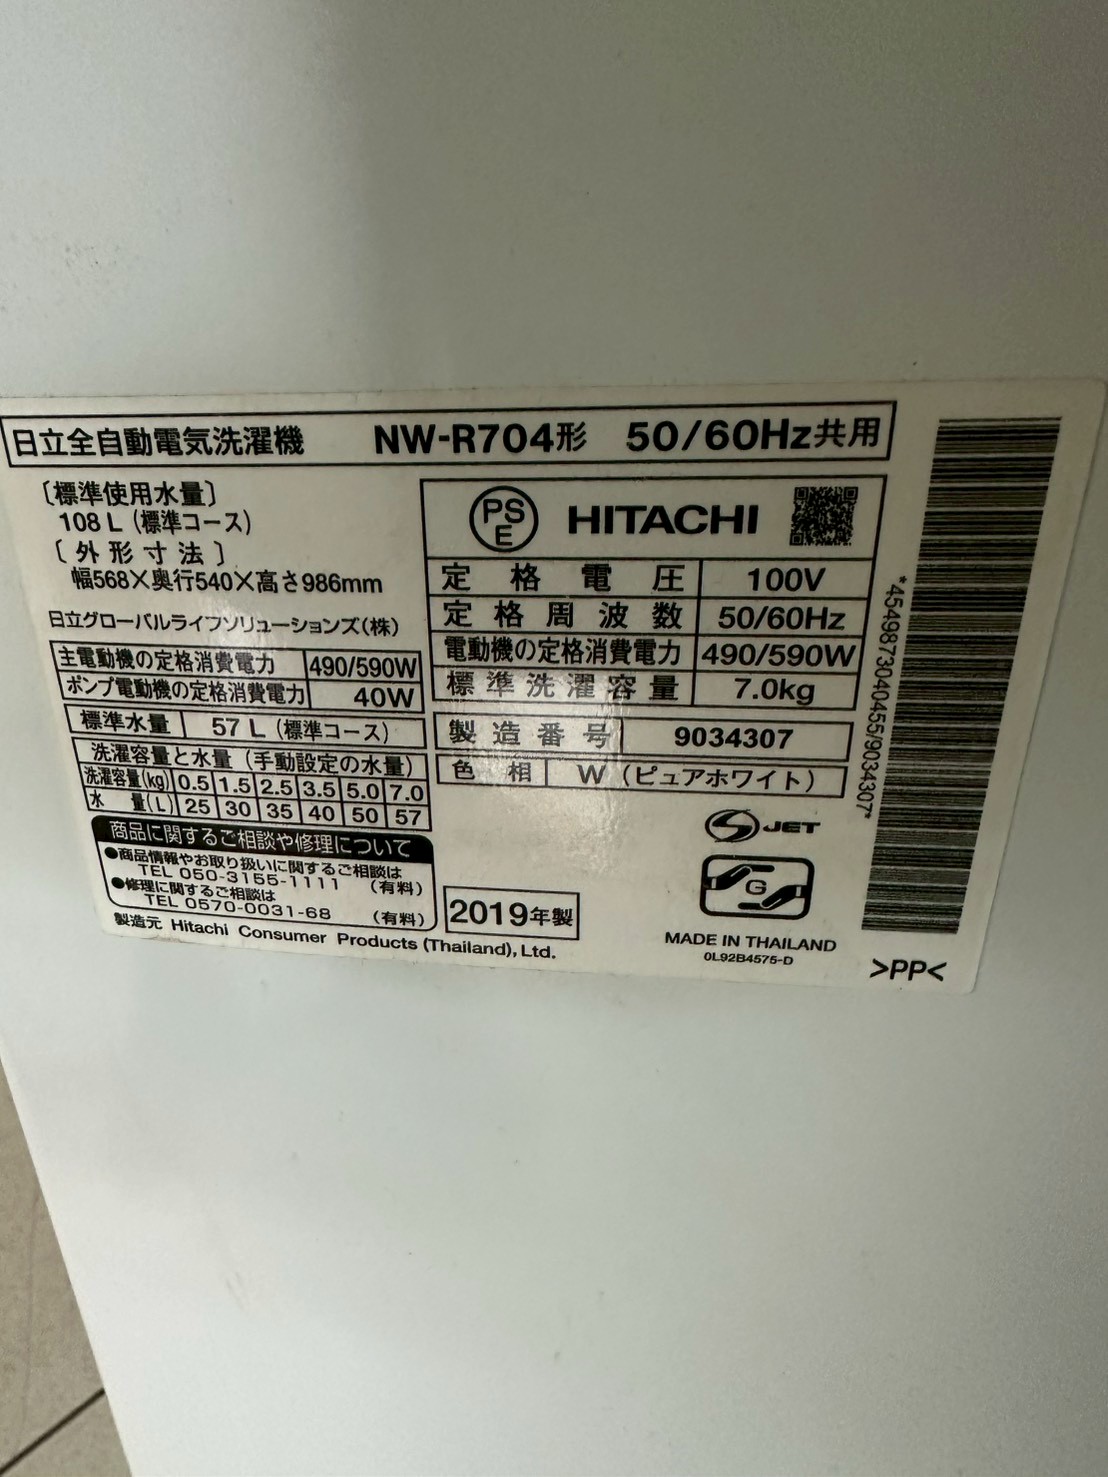 日立全自動電気洗濯機 NW-R704形 50/60Hz共用
〔標準使用水量〕
108 L (標準コース)
〔外形寸法〕
幅568×奥行540×高さ986mm
日立グローバルライフソリューションズ(株)
主電動機の定格消費電力 490/590W
ポンプ電動機の定格消費電力 40W
標準水量 57 L (標準コース)
洗濯容量と水量 (手動設定の水量)
洗濯容量(kg) 0.5 1.5 2.5 3.5 5.0 7.0
水 量(L) 25 30 35 40 50 57
商品に関するご相談や修理について
●商品情報やお取り扱いに関するご相談は
TEL 050-3155-1111 (有料)
●修理に関するご相談は
TEL 0570-0031-68 (有料)
製造元 Hitachi Consumer Products (Thailand), Ltd.
PS
E
HITACHI
定格電圧 100V
定格周波数 50/60Hz
電動機の定格消費電力 490/590W
標準洗濯容量 7.0kg
製造番号 9034307
色相 W (ピュアホワイト)
S JET
G
2019年製
MADE IN THAILAND
0L92B4575-D
>PP<
*4549873040455/9034307*